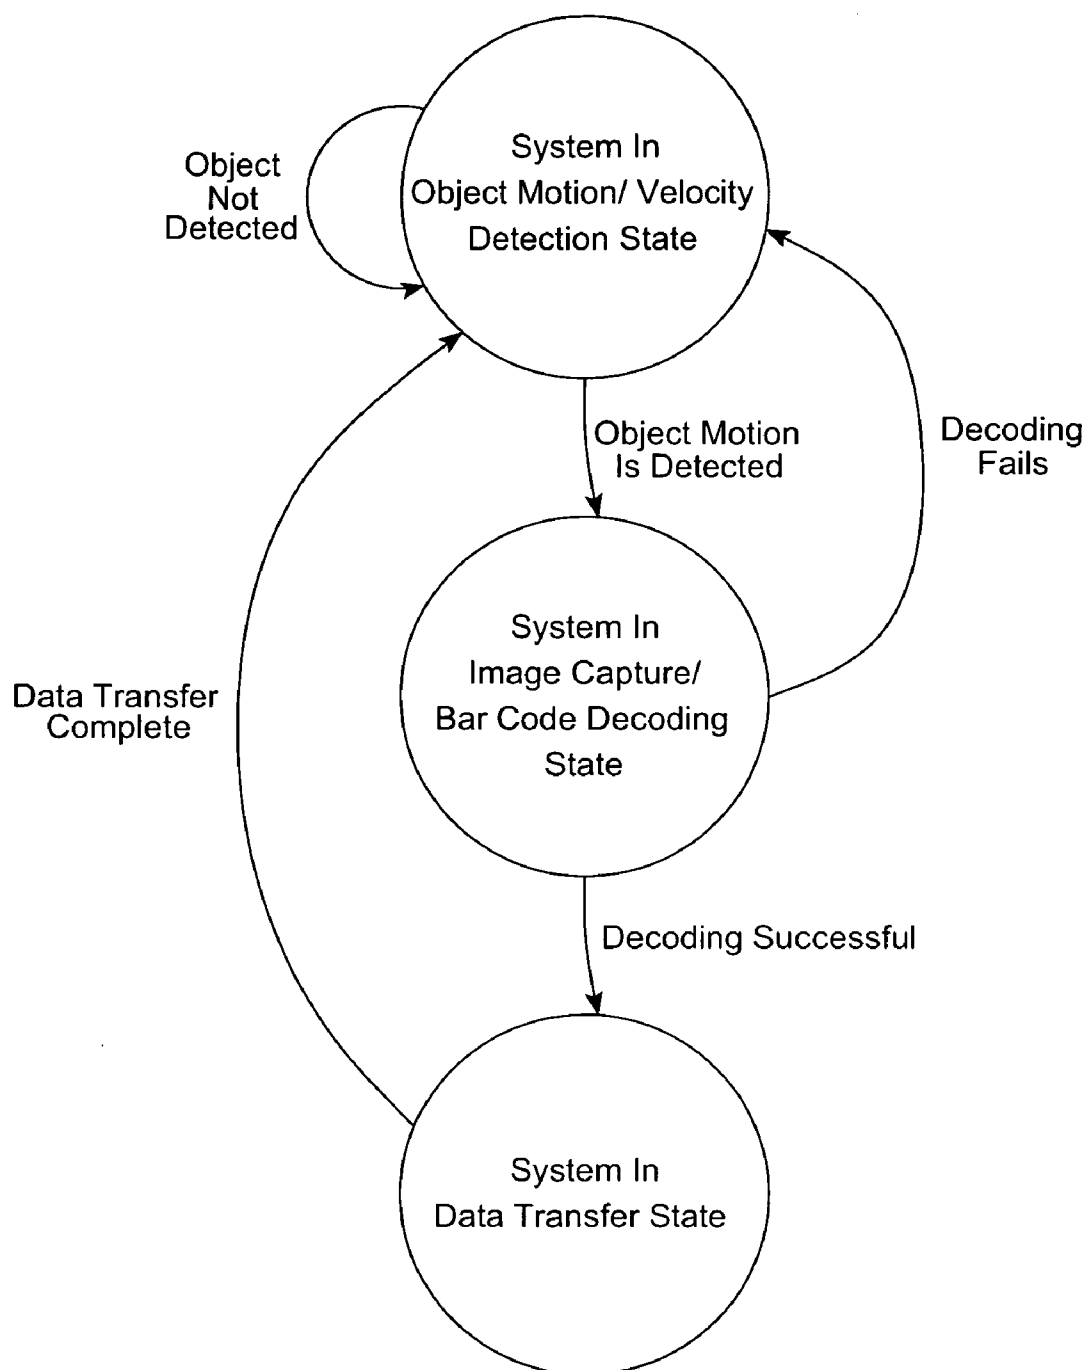 System In
Object Motion/ Velocity
Detection State
Object
Not
Detected
Object Motion
Is Detected
Decoding
Fails
System In
Image Capture/
Bar Code Decoding
State
Data Transfer
Complete
Decoding Successful
System In
Data Transfer State